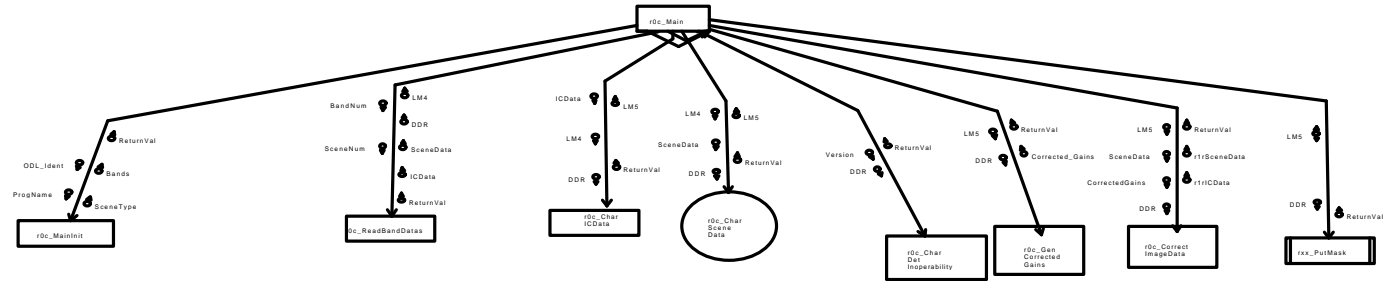 r0c_Main
ReturnVal
ODL_Ident
Bands
ProgName
SceneType
r0c_MainInit
BandNum
LM4
DDR
SceneNum
SceneData
ICData
ReturnVal
0c_ReadBandDatas
ICData
LM5
LM4
ReturnVal
DDR
r0c_Char
ICData
LM4
LM5
SceneData
ReturnVal
DDR
r0c_Char
Scene
Data
Version
ReturnVal
DDR
r0c_Char
Det
Inoperability
LM5
ReturnVal
DDR
Corrected_Gains
r0c_Gen
Corrected
Gains
LM5
ReturnVal
SceneData
r1rSceneData
CorrectedGains
r1rICData
DDR
r0c_Correct
ImageData
LM5
DDR
ReturnVal
rxx_PutMask